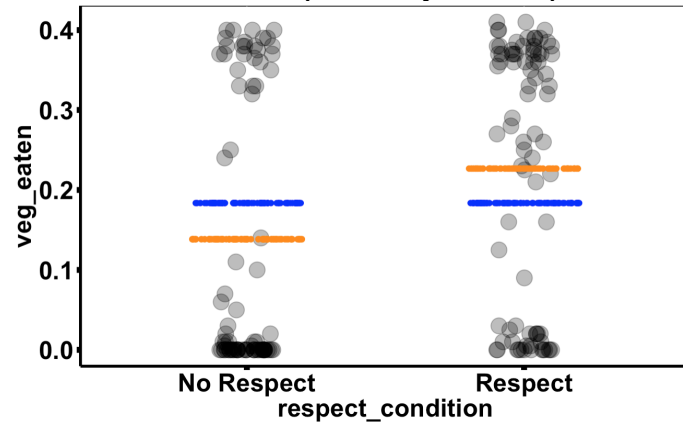 0.4
0.3
0.2
0.1
0.0
veg_eaten
No Respect
Respect
respect_condition